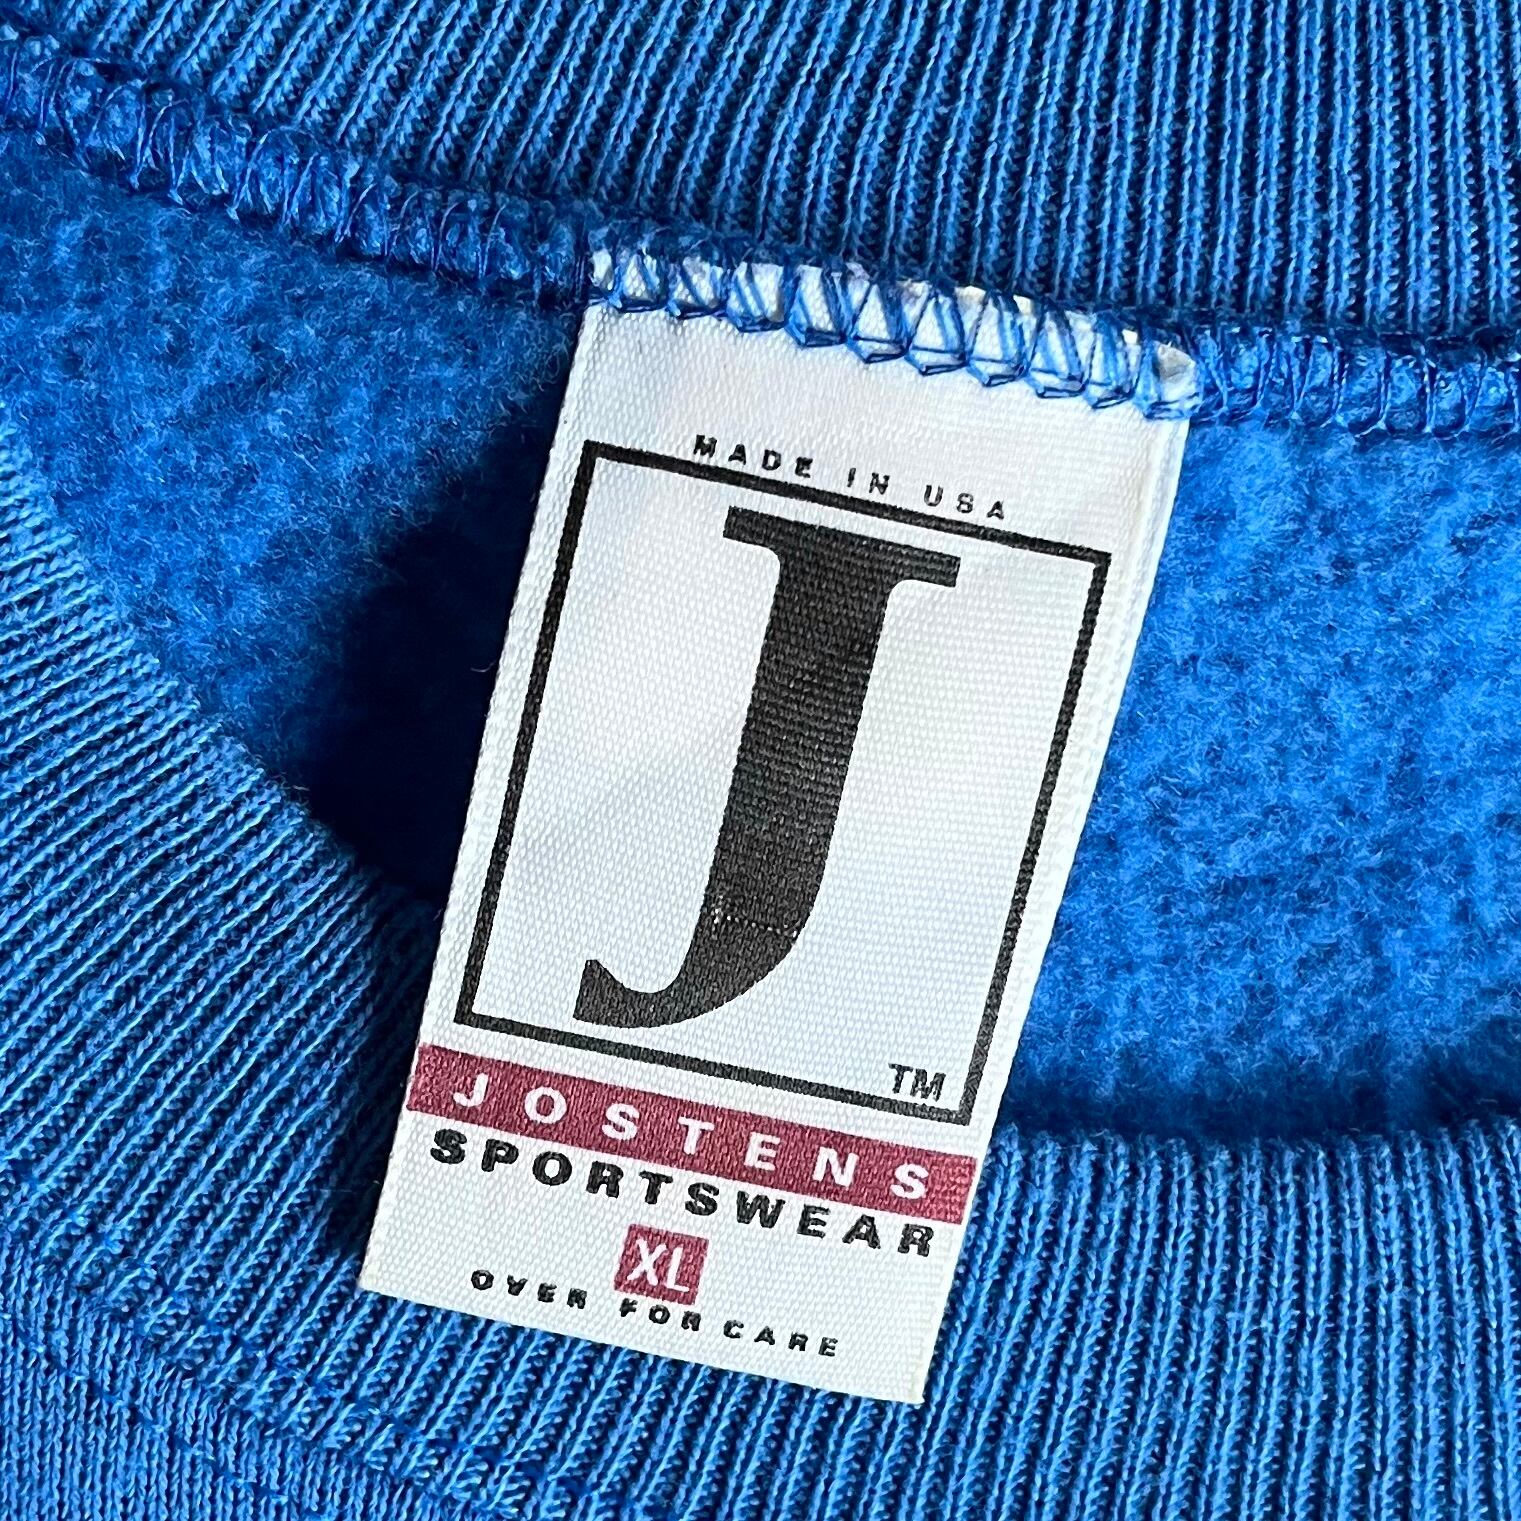 MADE IN USA
J
TM
JOSTENS
SPORTSWEAR
XL
OVER FOR CARE